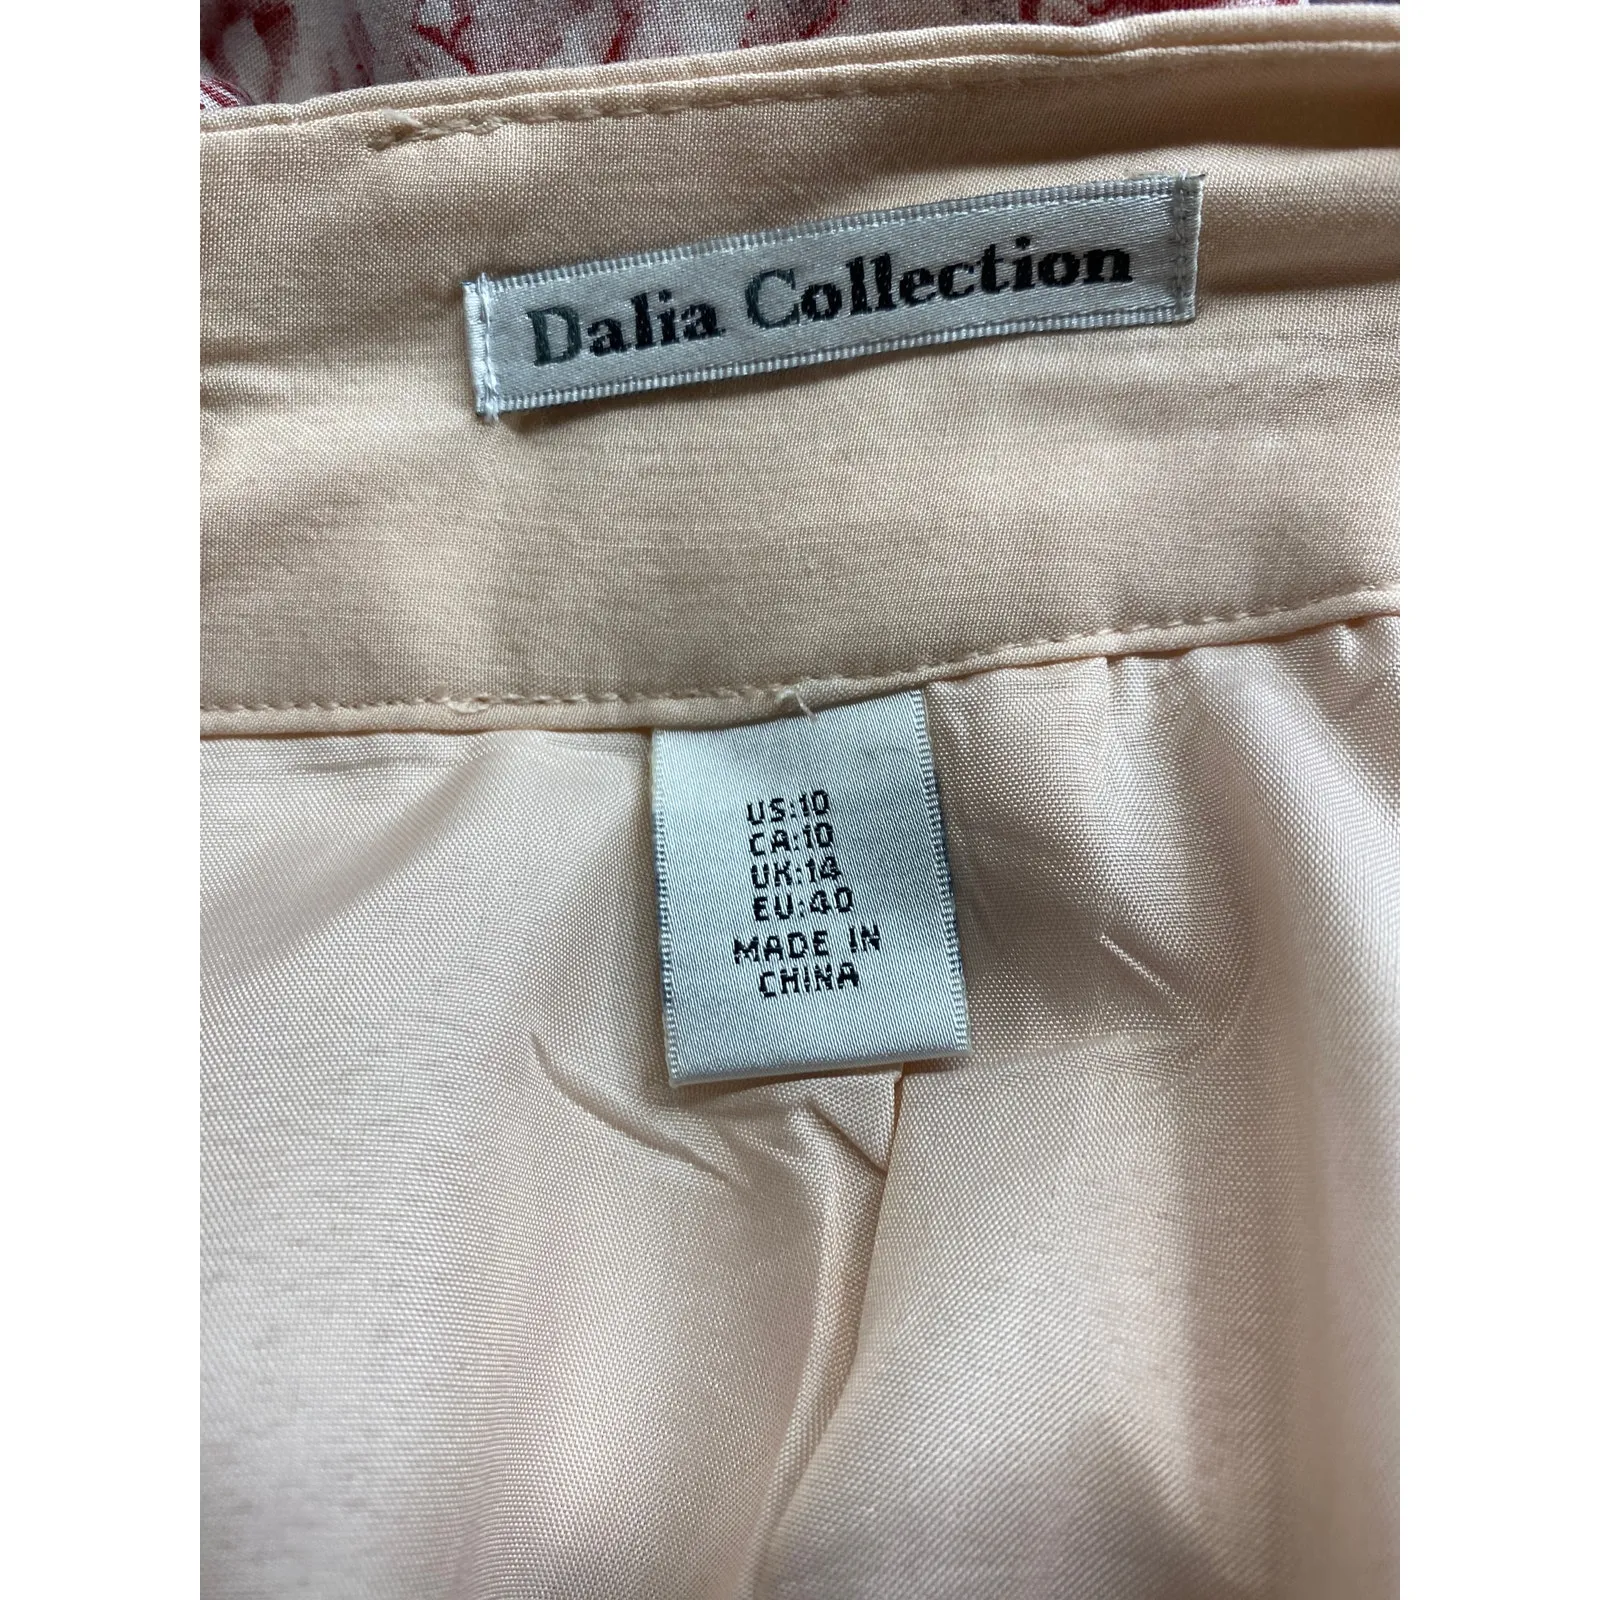 Dalia Collection
US:10
CA:10
UK:14
EU:40
MADE IN
CHINA